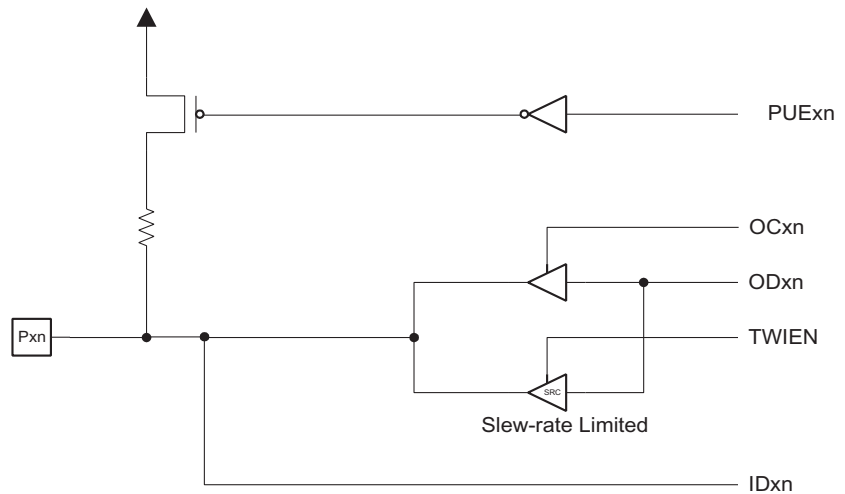 PUExn
OCxn
ODxn
Pxn
TWIEN
SRC
Slew-rate Limited
IDxn